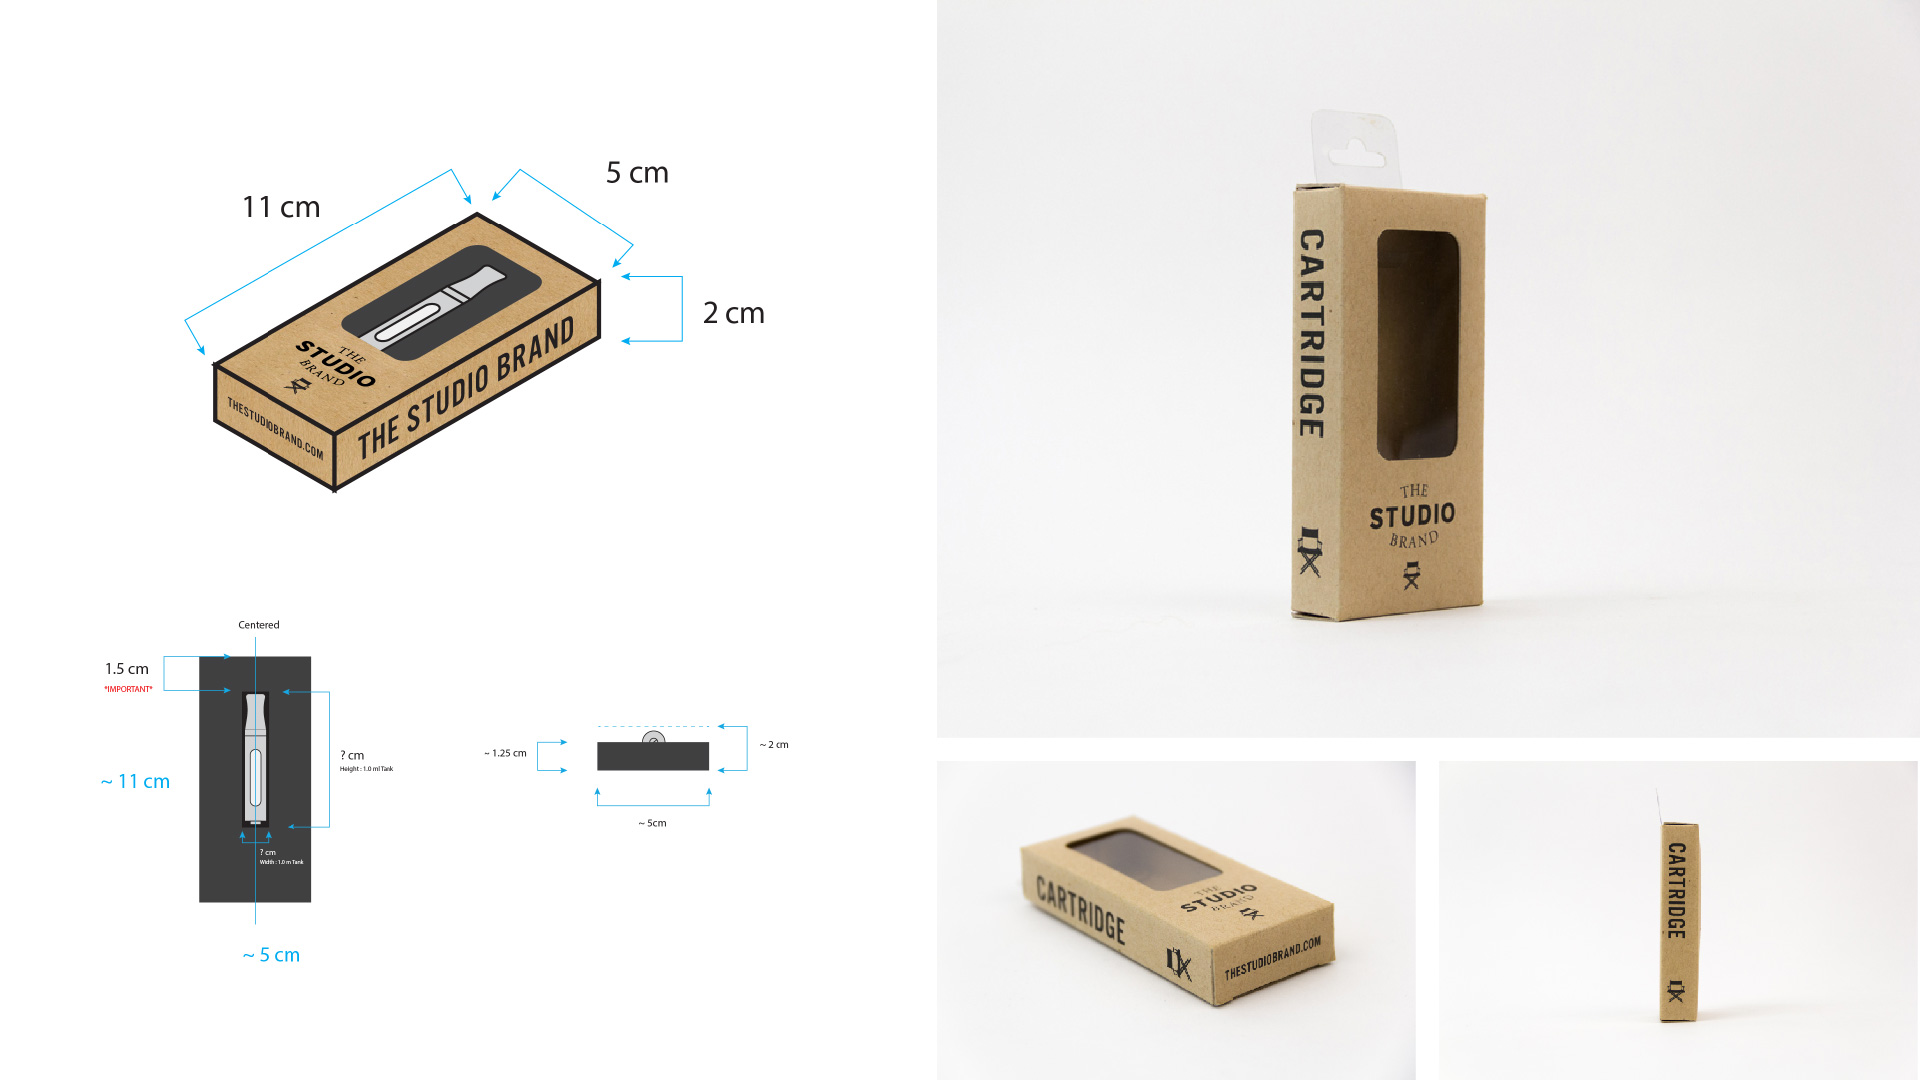 11 cm
5 cm
2 cm
THE
STUDIO
BRAND
THESTUDIOBRAND.COM
THE STUDIO BRAND
Centered
1.5 cm
*IMPORTANT*
? cm
Height : 1.0 ml Tank
~ 11 cm
? cm
Width : 1.0 m Tank
~ 5 cm
~ 1.25 cm
~ 2 cm
~ 5cm
CARTRIDGE
THE
STUDIO
BRAND
CARTRIDGE
THE
STUDIO
BRAND
THESTUDIOBRAND.COM
CARTRIDGE